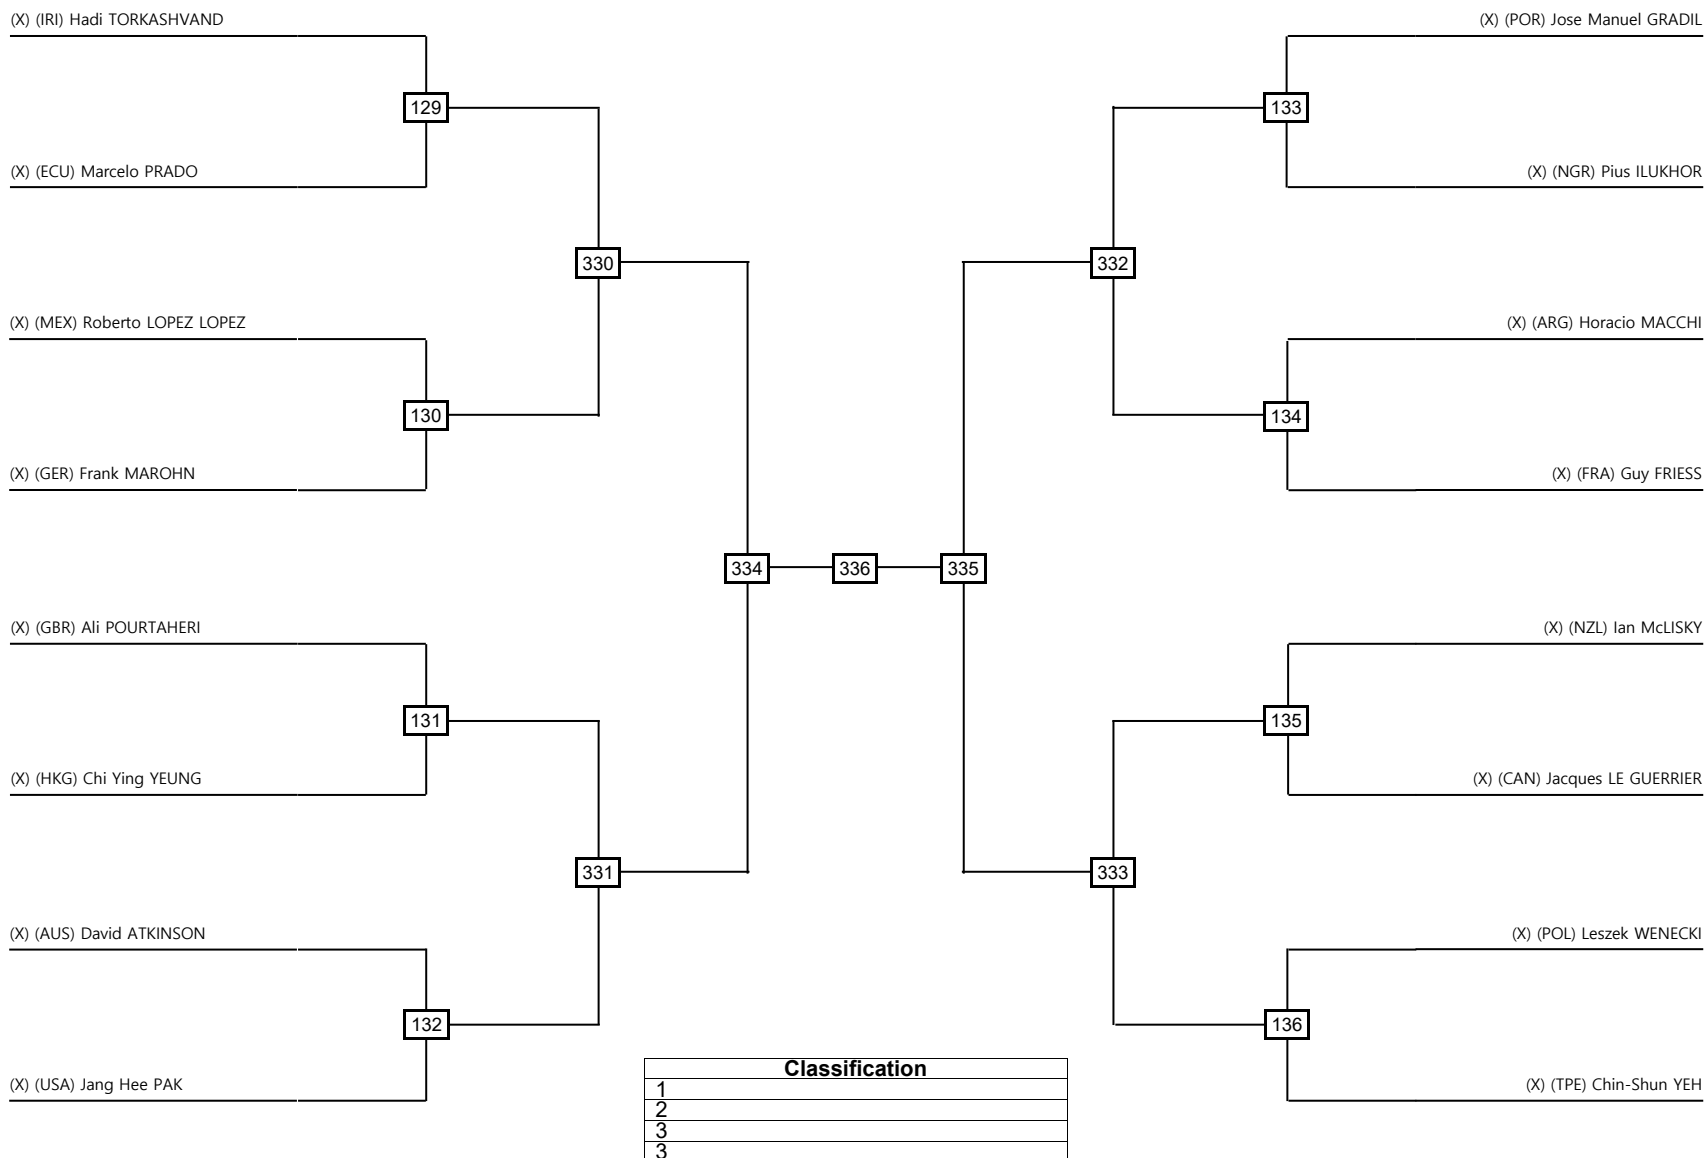 (X) (IRI) Hadi TORKASHVAND
(X) (POR) Jose Manuel GRADIL
129
133
(X) (ECU) Marcelo PRADO
(X) (NGR) Pius ILUKHOR
330
332
(X) (MEX) Roberto LOPEZ LOPEZ
(X) (ARG) Horacio MACCHI
130
134
(X) (GER) Frank MAROHN
(X) (FRA) Guy FRIESS
334
336
335
(X) (GBR) Ali POURTAHERI
(X) (NZL) Ian McLISKY
131
135
(X) (HKG) Chi Ying YEUNG
(X) (CAN) Jacques LE GUERRIER
331
333
(X) (AUS) David ATKINSON
(X) (POL) Leszek WENECKI
132
136
(X) (USA) Jang Hee PAK
(X) (TPE) Chin-Shun YEH
Classification
1
2
3
3